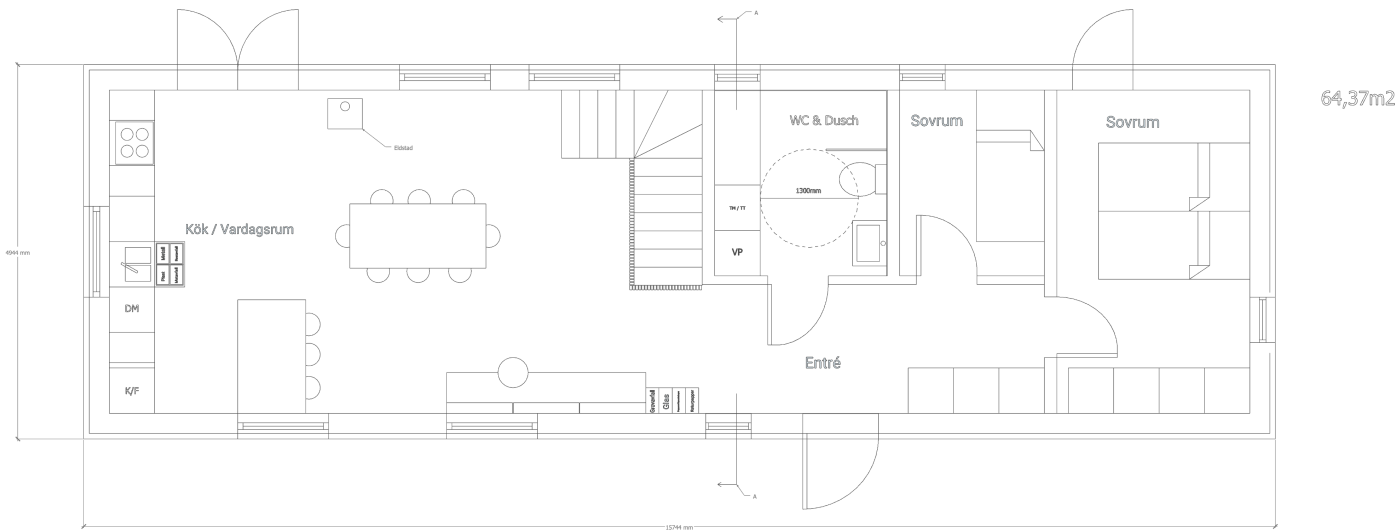 A
64,37m2
WC & Dusch
Sovrum
Sovrum
Eldstad
1300mm
TM / TT
Kök / Vardagsrum
VP
4944 mm
Metall
Plast
DM
K/F
Entré
Glas
A
15744 mm